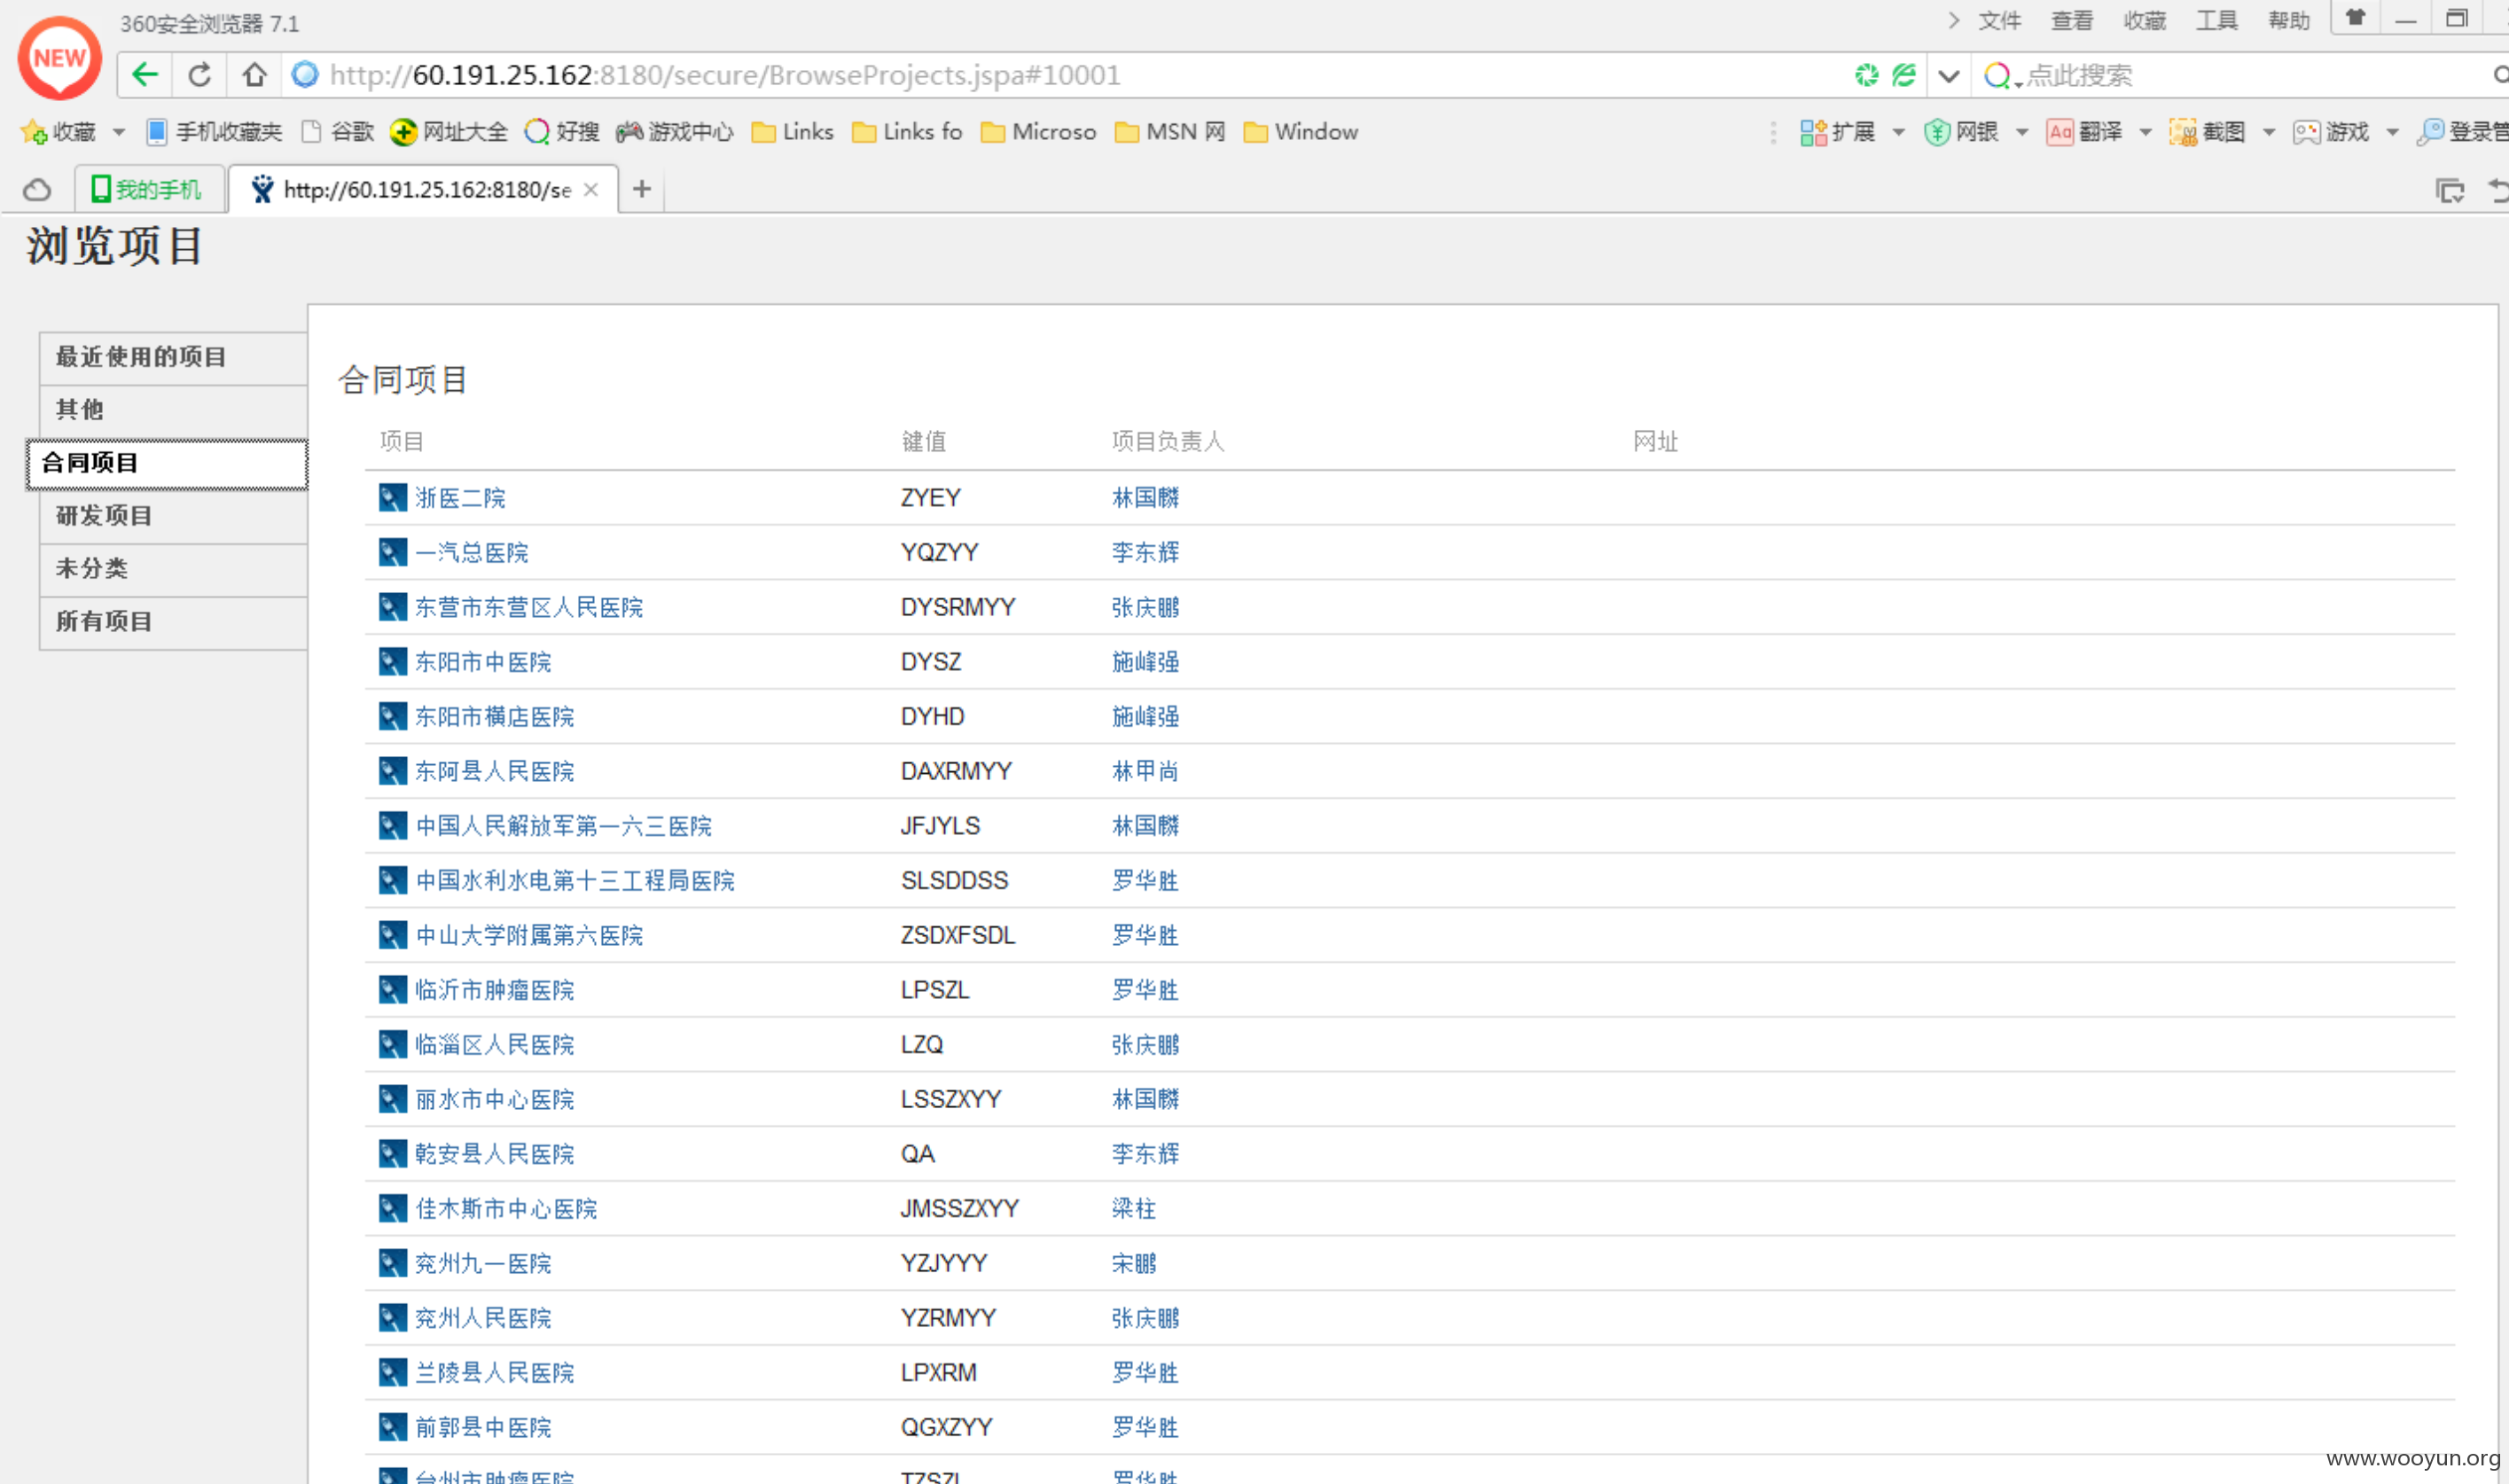 360安全浏览器 7.1
文件 查看 收藏 工具 帮助
NEW
http://60.191.25.162:8180/secure/BrowseProjects.jspa#10001
点此搜索
收藏 手机收藏夹 谷歌 网址大全 好搜 游戏中心 Links Links fo Microso MSN 网 Window
扩展 网银 翻译 截图 游戏 登录管
我的手机 http://60.191.25.162:8180/se
浏览项目
最近使用的项目
其他
合同项目
研发项目
未分类
所有项目
合同项目
项目 键值 项目负责人 网址
浙医二院 ZYEY 林国麟
一汽总医院 YQZYY 李东辉
东营市东营区人民医院 DYSRMYY 张庆鹏
东阳市中医院 DYSZ 施峰强
东阳市横店医院 DYHD 施峰强
东阿县人民医院 DAXRMYY 林甲尚
中国人民解放军第一六三医院 JFJYLS 林国麟
中国水利水电第十三工程局医院 SLSDDSS 罗华胜
中山大学附属第六医院 ZSDXFSDL 罗华胜
临沂市肿瘤医院 LPSZL 罗华胜
临淄区人民医院 LZQ 张庆鹏
丽水市中心医院 LSSZXYY 林国麟
乾安县人民医院 QA 李东辉
佳木斯市中心医院 JMSSZXYY 梁柱
兖州九一医院 YZJYYY 宋鹏
兖州人民医院 YZRMYY 张庆鹏
兰陵县人民医院 LPXRM 罗华胜
前郭县中医院 QGXZYY 罗华胜
台州市肿瘤医院 TZSZL 罗华胜
www.wooyun.org